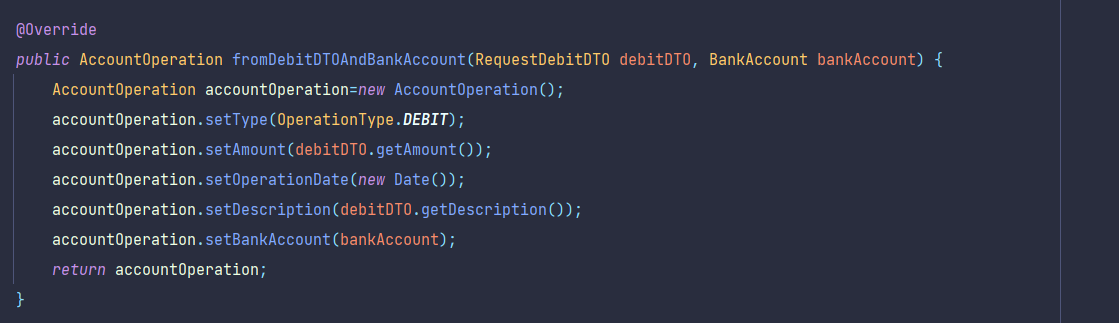 @Override
public AccountOperation fromDebitDTOAndBankAccount(RequestDebitDTO debitDTO, BankAccount bankAccount) {
    AccountOperation accountOperation=new AccountOperation();
    accountOperation.setType(OperationType.DEBIT);
    accountOperation.setAmount(debitDTO.getAmount());
    accountOperation.setOperationDate(new Date());
    accountOperation.setDescription(debitDTO.getDescription());
    accountOperation.setBankAccount(bankAccount);
    return accountOperation;
}